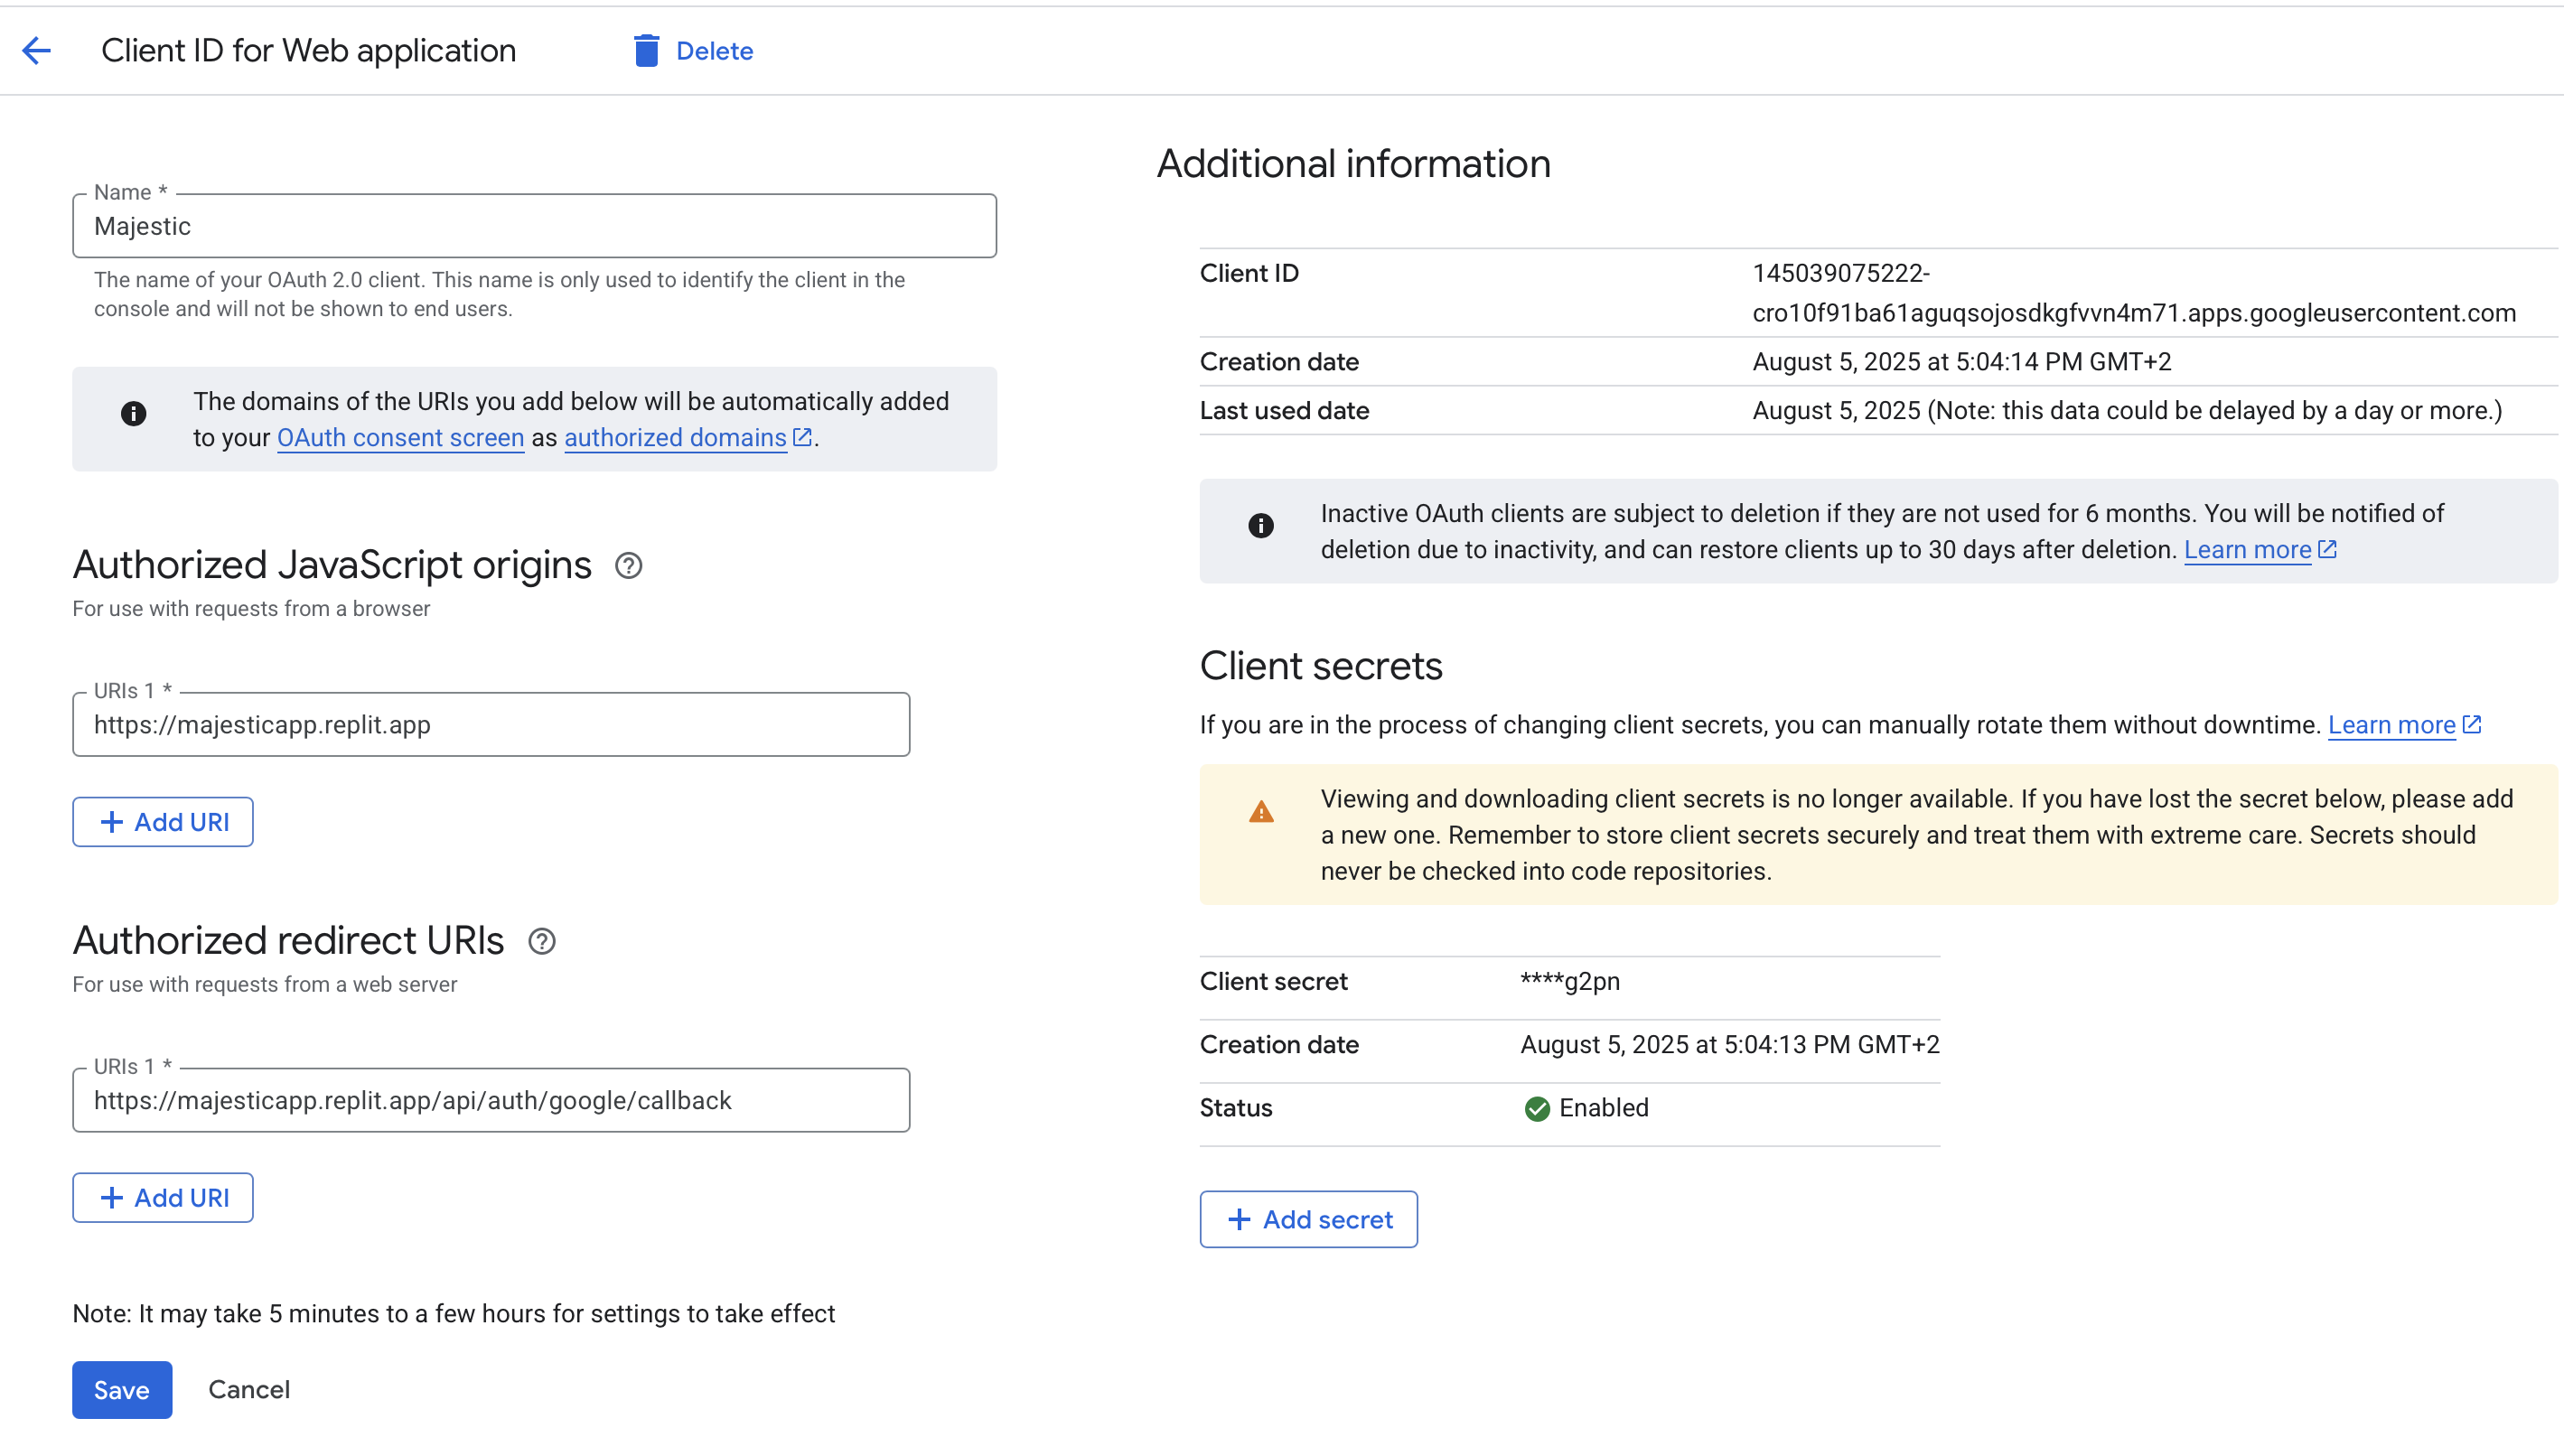 Client ID for Web application
Delete
Name *
Majestic
The name of your OAuth 2.0 client. This name is only used to identify the client in the
console and will not be shown to end users.
The domains of the URIs you add below will be automatically added
to your OAuth consent screen as authorized domains.
Authorized JavaScript origins
For use with requests from a browser
URIs 1 *
https://majesticapp.replit.app
Add URI
Authorized redirect URIs
For use with requests from a web server
URIs 1 *
https://majesticapp.replit.app/api/auth/google/callback
Add URI
Note: It may take 5 minutes to a few hours for settings to take effect
Save
Cancel
Additional information
Client ID
145039075222-
cro10f91ba61aguqsojosdkgfvvn4m71.apps.googleusercontent.com
Creation date
August 5, 2025 at 5:04:14 PM GMT+2
Last used date
August 5, 2025 (Note: this data could be delayed by a day or more.)
Inactive OAuth clients are subject to deletion if they are not used for 6 months. You will be notified of
deletion due to inactivity, and can restore clients up to 30 days after deletion. Learn more
Client secrets
If you are in the process of changing client secrets, you can manually rotate them without downtime. Learn more
Viewing and downloading client secrets is no longer available. If you have lost the secret below, please add
a new one. Remember to store client secrets securely and treat them with extreme care. Secrets should
never be checked into code repositories.
Client secret
****g2pn
Creation date
August 5, 2025 at 5:04:13 PM GMT+2
Status
Enabled
Add secret